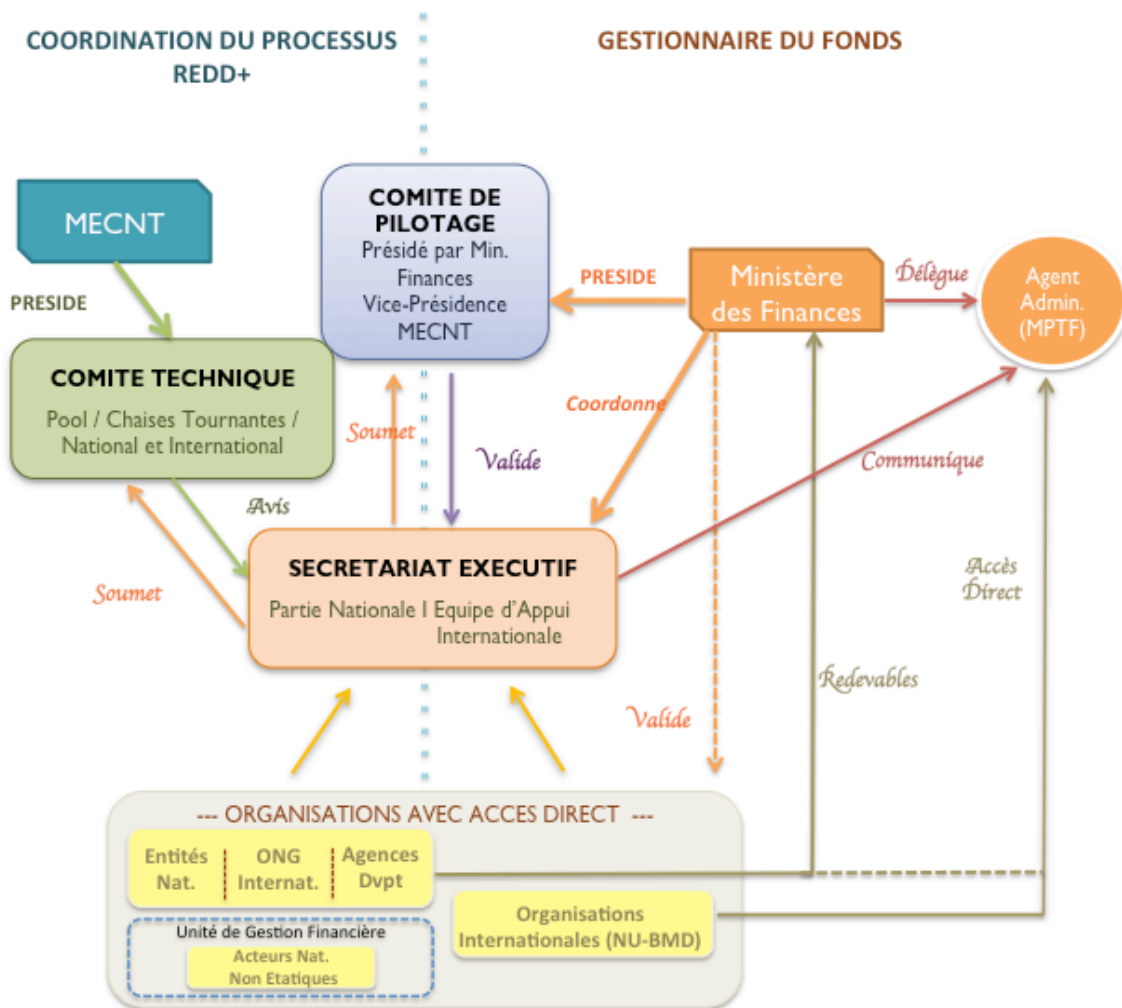 COORDINATION DU PROCESSUS
REDD+
GESTIONNAIRE DU FONDS
MECNT
COMITE DE
PILOTAGE
Présidé par Min.
Finances
Vice-Présidence
MECNT
PRESIDE
Ministère
des Finances
Délègue
Agent
Admin.
(MPTF)
PRESIDE
COMITE TECHNIQUE
Pool / Chaises Tournantes /
National et International
Soumet
Valide
Coordonne
Communique
Avis
Soumet
SECRETARIAT EXECUTIF
Partie Nationale I Equipe d'Appui
Internationale
Accès
Direct
Redevables
Valide
--- ORGANISATIONS AVEC ACCES DIRECT ---
Entités
Nat.
ONG
Internat.
Agences
Dvpt
Organisations
Internationales (NU-BMD)
Unité de Gestion Financière
Acteurs Nat.
Non Etatiques